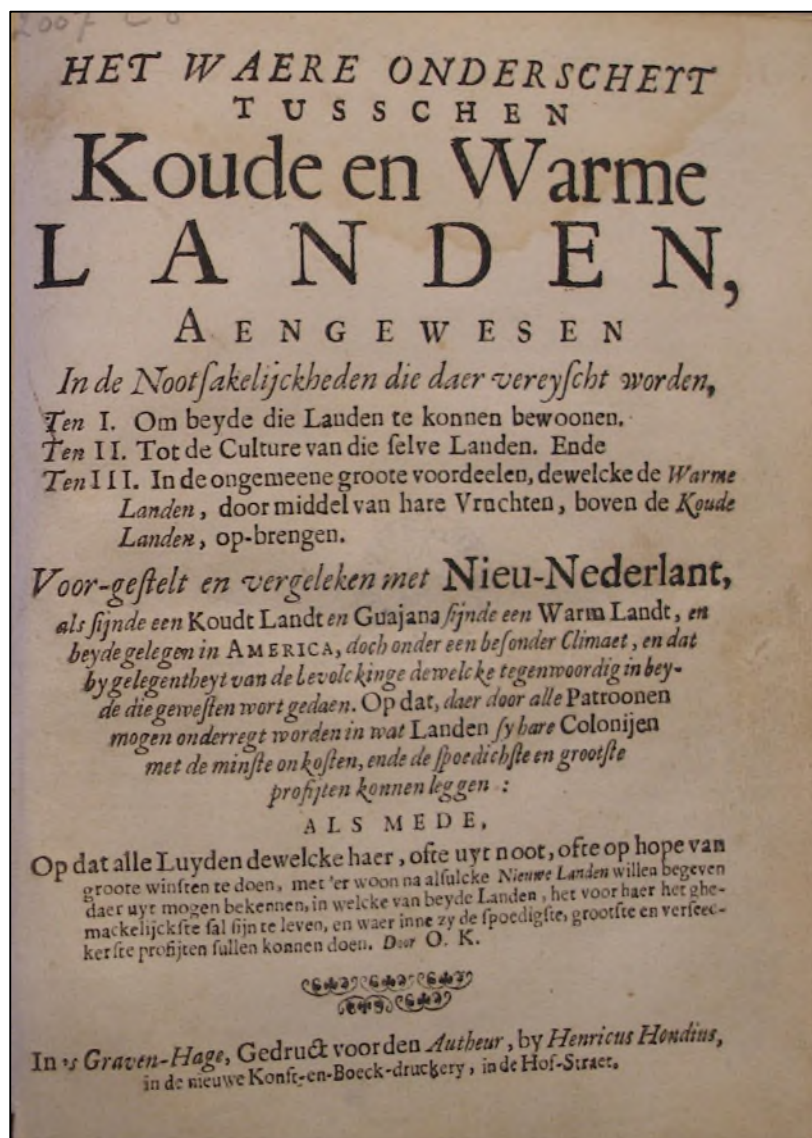 2007
HET WAERE ONDERSCHEYT
TUSSCHEN
Koude en Warme
LANDEN,
AENGEWESEN
In de Nootſakelijckheden die daer vereyſcht worden,
Ten I. Om beyde die Landen te konnen bewoonen.
Ten II. Tot de Culture van die ſelve Landen. Ende
Ten III. In de ongemeene groote voordeelen, dewelcke de Warme
Landen, door middel van hare Vruchten, boven de Koude
Landen, op-brengen.
Voor-geſtelt en vergeleken met Nieu-Nederlant,
als ſijnde een Koudt Landt en Guajana ſijnde een Warm Landt, en
beyde gelegen in AMERICA, doch onder een beſonder Climaet, en dat
by gelegentheyt van de bevolckinge dewelcke tegenwoordig in bey-
de die geweſten wort gedaen. Op dat, daer door alle Patroonen
mogen onderregt worden in wat Landen ſy hare Colonijen
met de minſte onkoſten, ende de ſpoedichſte en grootſte
profijten konnen leggen :
ALS MEDE,
Op dat alle Luyden dewelcke haer, ofte uyt noot, ofte op hope van
groote winſten te doen, met 'er woon na alſulcke Nieuwe Landen willen begeven
daer uyt mogen bekennen, in welcke van beyde Landen, het voor haer het ghe-
mackelijckſte ſal ſijn te leven, en waer inne zy de ſpoedigſte, grootſte en verſeec-
kerſte profijten ſullen konnen doen. Door O. K.
In 's Graven-Hage, Gedruct voor den Autheur, by Henricus Hondius,
in de nieuwe Konſt-en-Boeck-druckery, in de Hof-Straet.